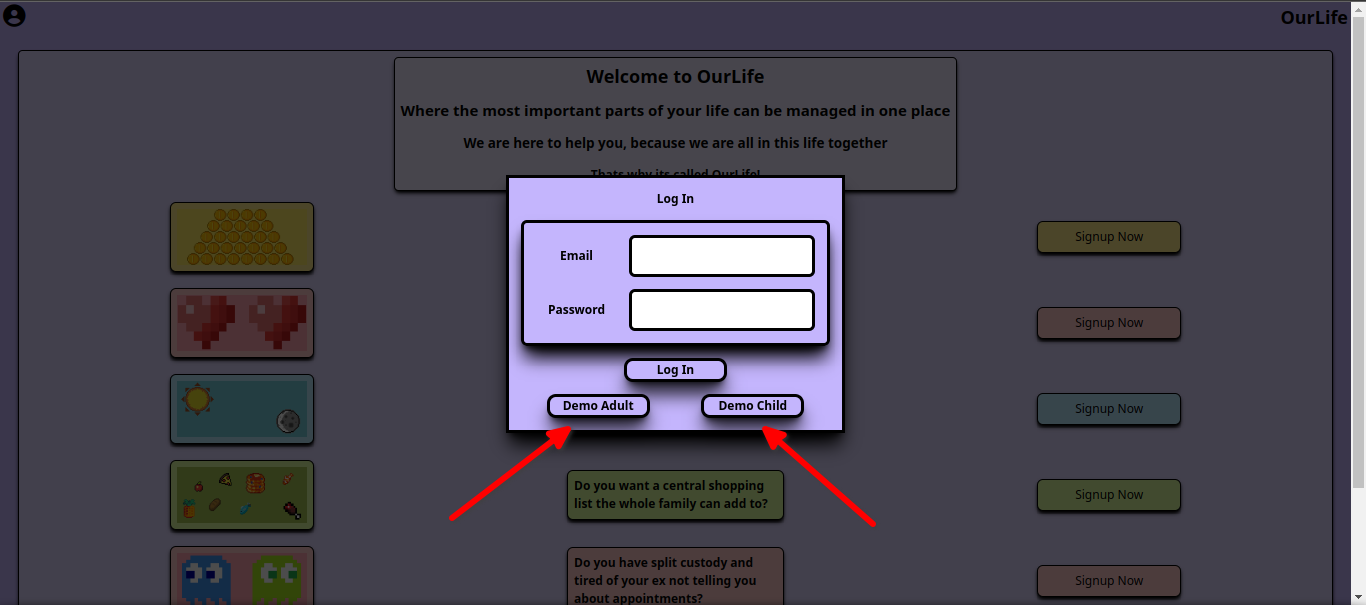 OurLife
Welcome to OurLife
Where the most important parts of your life can be managed in one place
We are here to help you, because we are all in this life together
Thats why its called OurLife!
Log In
Email
Password
Log In
Demo Adult
Demo Child
Signup Now
Signup Now
Signup Now
Do you want a central shopping
list the whole family can add to?
Signup Now
Do you have split custody and
tired of your ex not telling you
about appointments?
Signup Now